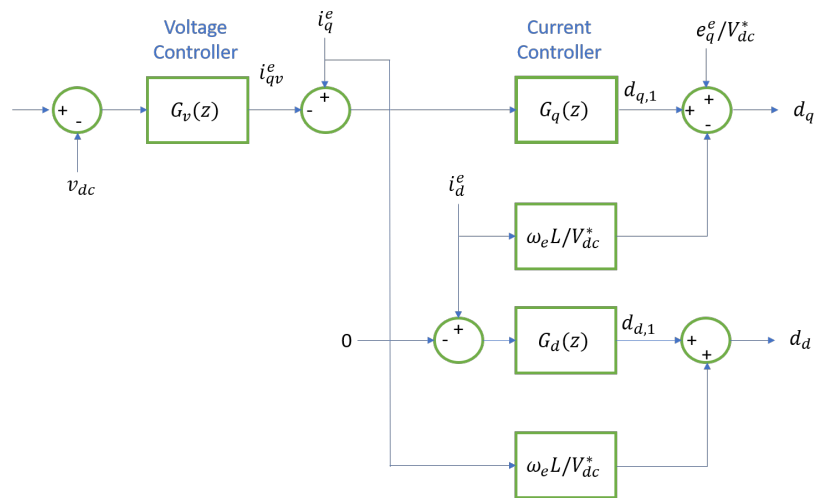 Voltage
Controller
i_q^e
Current
Controller
e_q^e/V_dc^*
i_qv^e
d_q,1
+
-
G_v(z)
-
+
G_q(z)
+
+
-
d_q
v_dc
i_d^e
ω_e L/V_dc^*
0
-
+
G_d(z)
d_d,1
+
+
d_d
ω_e L/V_dc^*